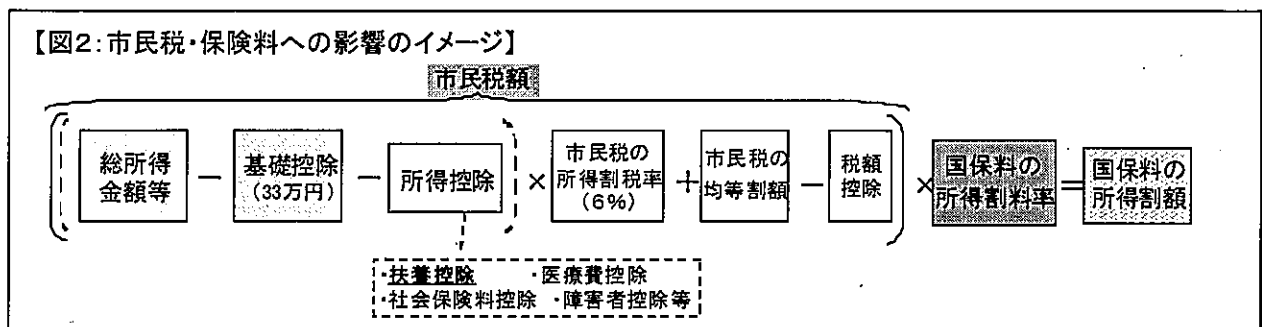 【図2:市民税・保険料への影響のイメージ】
市民税額
総所得
金額等
－
基礎控除
(33万円)
－
所得控除
×
市民税の
所得割税率
(6%)
＋
市民税の
均等割額
－
税額
控除
×
国保料の
所得割料率
＝
国保料の
所得割額
・扶養控除　・医療費控除
・社会保険料控除　・障害者控除等